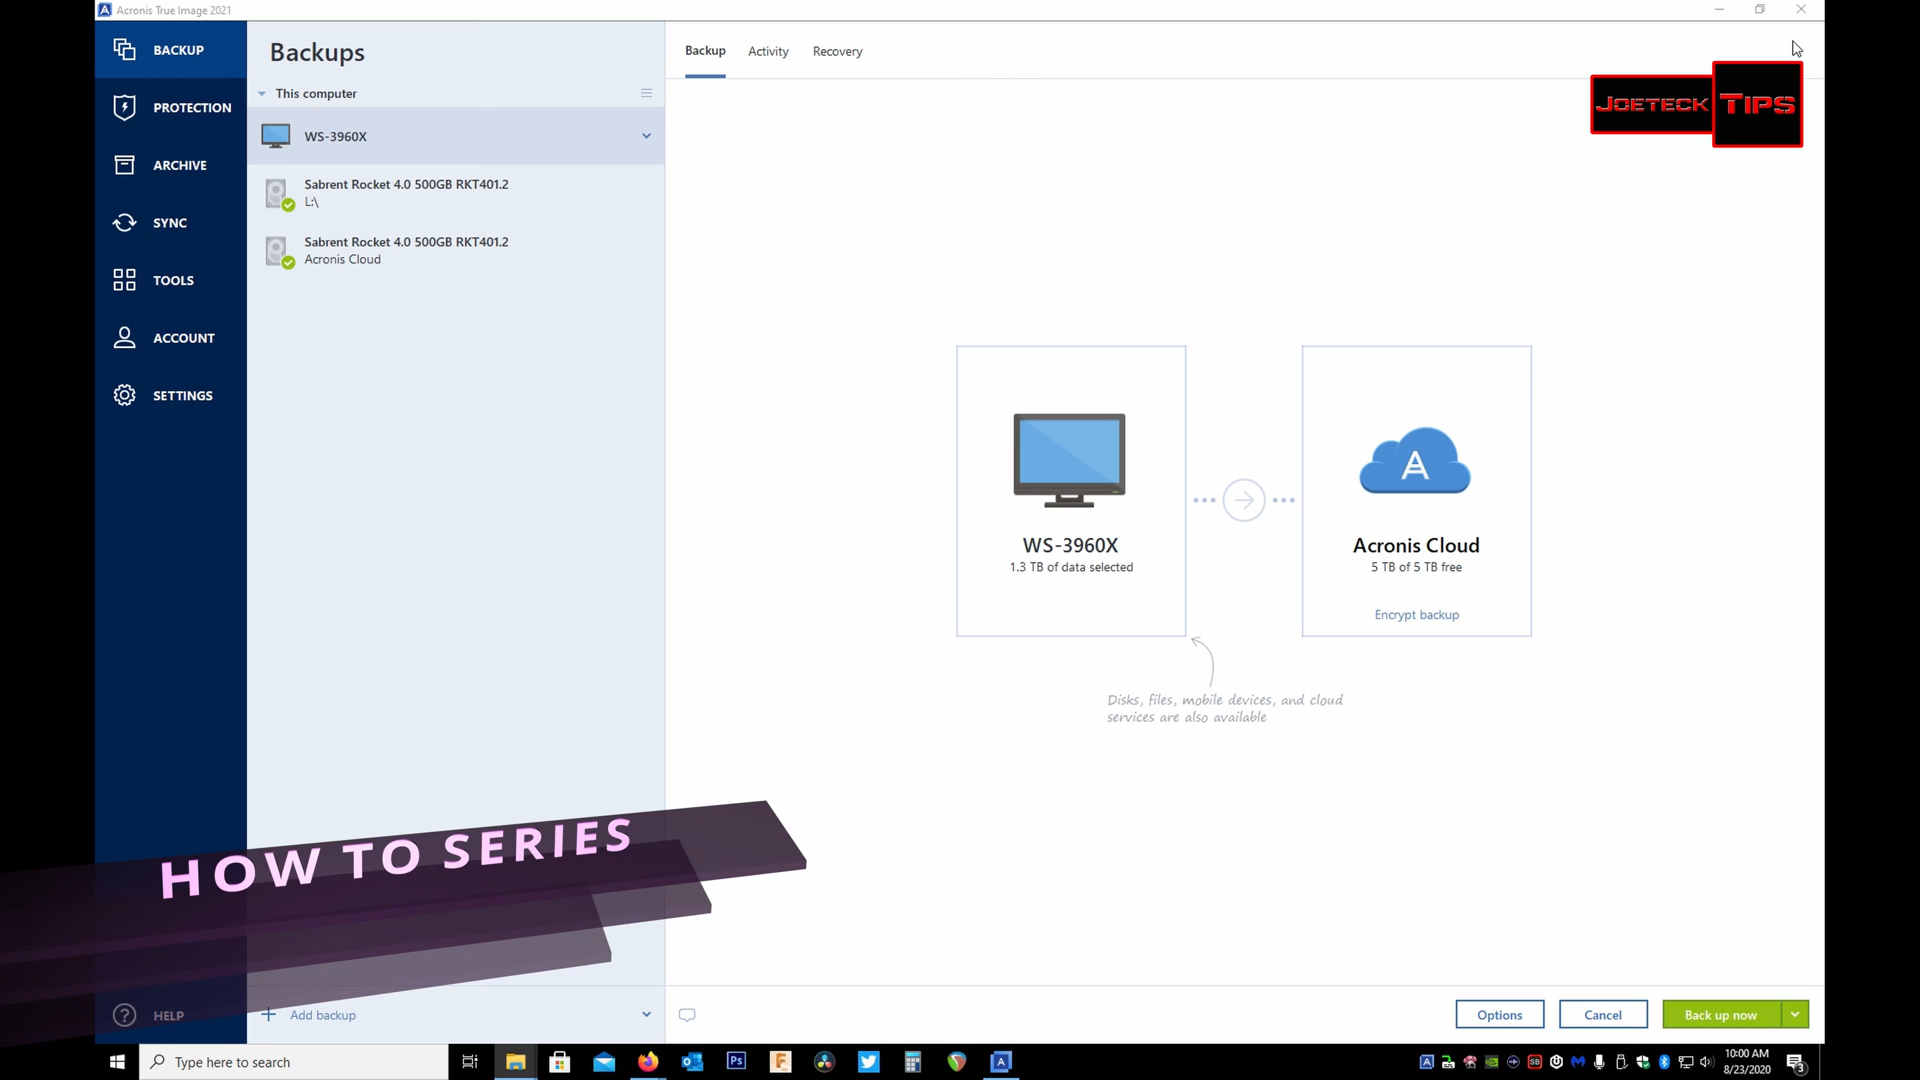 Acronis True Image 2021
BACKUP
PROTECTION
ARCHIVE
SYNC
TOOLS
ACCOUNT
SETTINGS
HELP
Backups
This computer
WS-3960X
Sabrent Rocket 4.0 500GB RKT401.2
L:\
Sabrent Rocket 4.0 500GB RKT401.2
Acronis Cloud
Add backup
Backup Activity Recovery
JOETECK TIPS
WS-3960X
1.3 TB of data selected
Acronis Cloud
5 TB of 5 TB free
Encrypt backup
Disks, files, mobile devices, and cloud
services are also available
HOW TO SERIES
Options Cancel Back up now
Type here to search
Ps
10:00 AM
8/23/2020
3